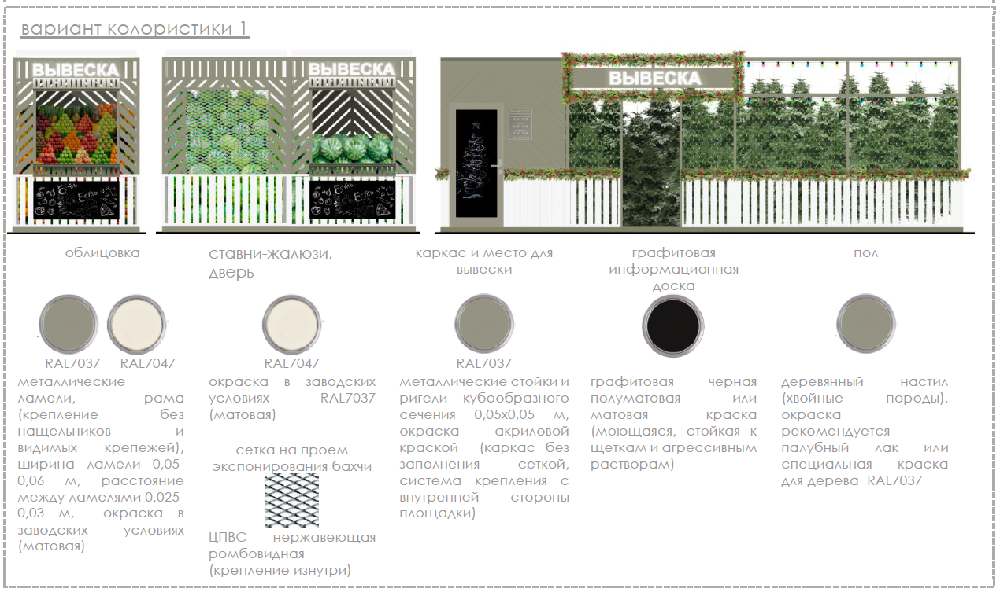 вариант колористики 1
ВЫВЕСКА
ВЫВЕСКА
ВЫВЕСКА
Есть
Есть
Есть
Есть
облицовка
RAL7037 RAL7047
металлические
ламели, рама
(крепление без
нащельников и
видимых крепежей),
ширина ламели 0,05-
0,06 м, расстояние
между ламелями 0,025-
0,03 м, окраска в
заводских условиях
(матовая)
ставни-жалюзи,
дверь
RAL7047
окраска в заводских
условиях RAL7037
(матовая)
сетка на проем
экспонирования бахчи
ЦПВС нержавеющая
ромбовидная
(крепление изнутри)
каркас и место для
вывески
RAL7037
металлические стойки и
ригели кубообразного
сечения 0,05х0,05 м,
окраска акриловой
краской (каркас без
заполнения сеткой,
система крепления с
внутренней стороны
площадки)
графитовая
информационная
доска
графитовая черная
полуматовая или
матовая краска
(моющаяся, стойкая к
щеткам и агрессивным
растворам)
пол
деревянный настил
(хвойные породы),
окраска
рекомендуется
палубный лак или
специальная краска
для дерева RAL7037